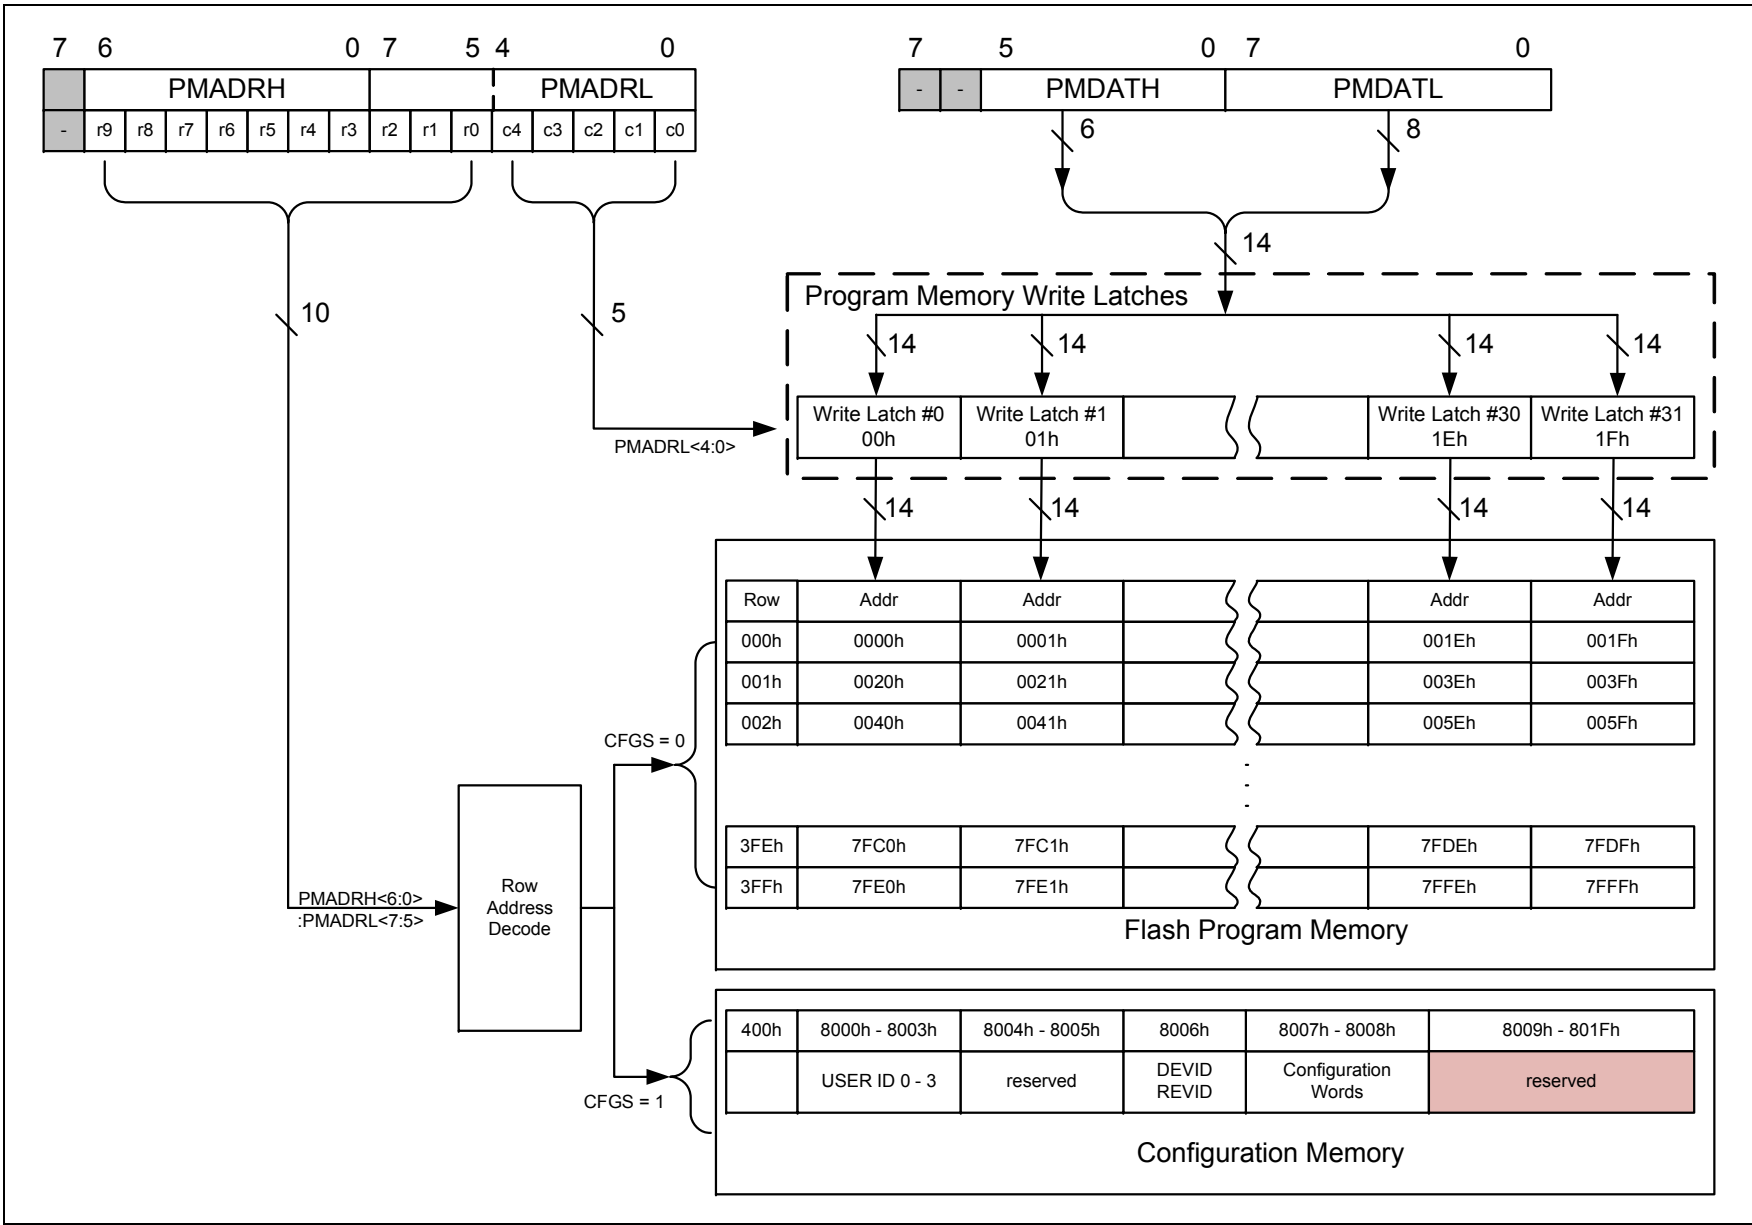 7 6 0 7 5 4 0
PMADRH PMADRL
- r9 r8 r7 r6 r5 r4 r3 r2 r1 r0 c4 c3 c2 c1 c0
7 5 0 7 0
- - PMDATH PMDATL
6 8
14
10
5
PMADRL<4:0>
Program Memory Write Latches
14 14 14 14
Write Latch #0 Write Latch #1 Write Latch #30 Write Latch #31
00h 01h 1Eh 1Fh
14 14 14 14
Row Addr Addr Addr Addr
000h 0000h 0001h 001Eh 001Fh
001h 0020h 0021h 003Eh 003Fh
002h 0040h 0041h 005Eh 005Fh
CFGS = 0
3FEh 7FC0h 7FC1h 7FDEh 7FDFh
3FFh 7FE0h 7FE1h 7FFEh 7FFFh
Flash Program Memory
PMADRH<6:0>
:PMADRL<7:5>
Row
Address
Decode
CFGS = 1
400h 8000h - 8003h 8004h - 8005h 8006h 8007h - 8008h 8009h - 801Fh
USER ID 0 - 3 reserved DEVID Configuration reserved
REVID Words
Configuration Memory